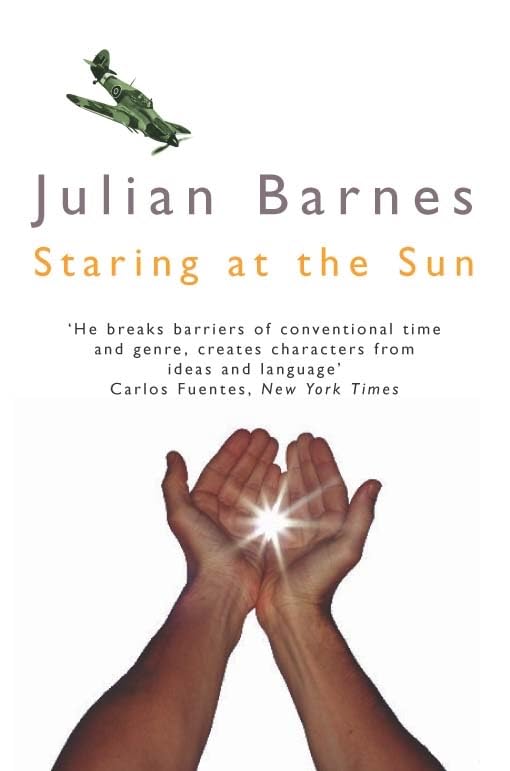 Julian Barnes
Staring at the Sun
‘He breaks barriers of conventional time
and genre, creates characters from
ideas and language’
Carlos Fuentes, New York Times